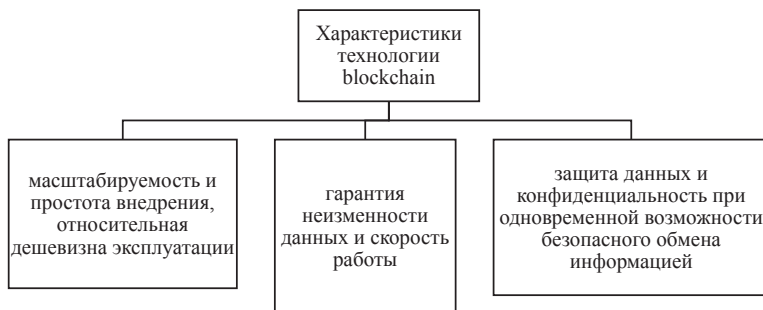 Характеристики
технологии
blockchain
масштабируемость и
простота внедрения,
относительная
дешевизна эксплуатации
гарантия
неизменности
данных и скорость
работы
защита данных и
конфиденциальность при
одновременной возможности
безопасного обмена
информацией